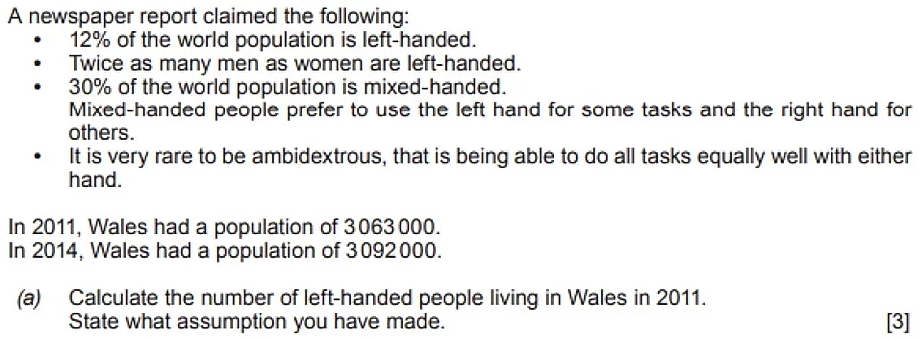 A newspaper report claimed the following:
• 12% of the world population is left-handed.
• Twice as many men as women are left-handed.
• 30% of the world population is mixed-handed.
Mixed-handed people prefer to use the left hand for some tasks and the right hand for
others.
• It is very rare to be ambidextrous, that is being able to do all tasks equally well with either
hand.
In 2011, Wales had a population of 3 063 000.
In 2014, Wales had a population of 3 092 000.
(a) Calculate the number of left-handed people living in Wales in 2011.
State what assumption you have made. [3]